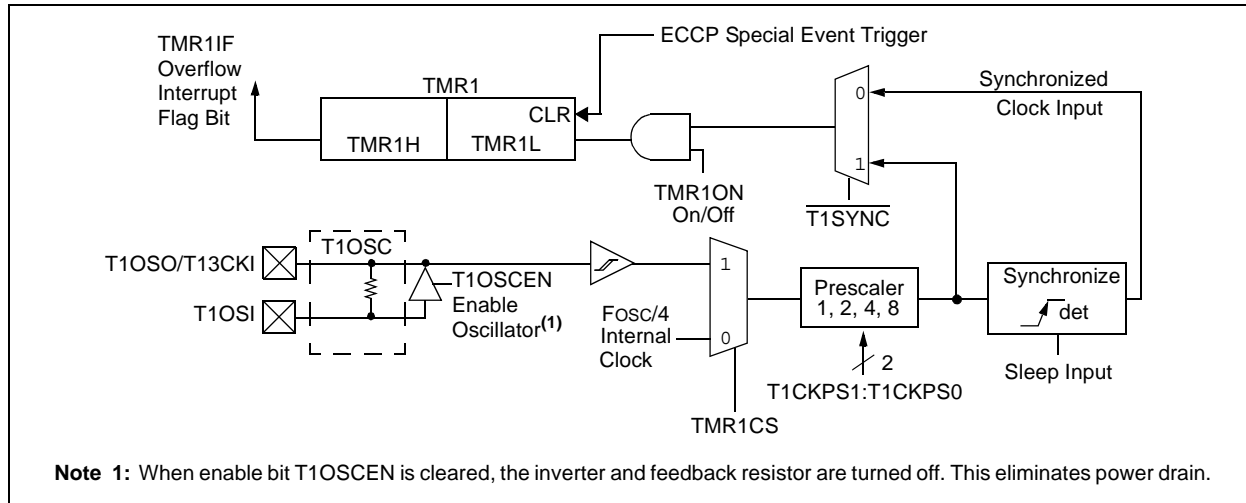 TMR1IF
Overflow
Interrupt
Flag Bit
ECCP Special Event Trigger
TMR1
CLR
TMR1H
TMR1L
TMR1ON
On/Off
0
1
T1SYNC
Synchronized
Clock Input
T1OSO/T13CKI
T1OSI
T1OSC
T1OSCEN
Enable
Oscillator(1)
FOSC/4
Internal
Clock
1
0
TMR1CS
Prescaler
1, 2, 4, 8
2
T1CKPS1:T1CKPS0
Synchronize
det
Sleep Input
Note 1: When enable bit T1OSCEN is cleared, the inverter and feedback resistor are turned off. This eliminates power drain.